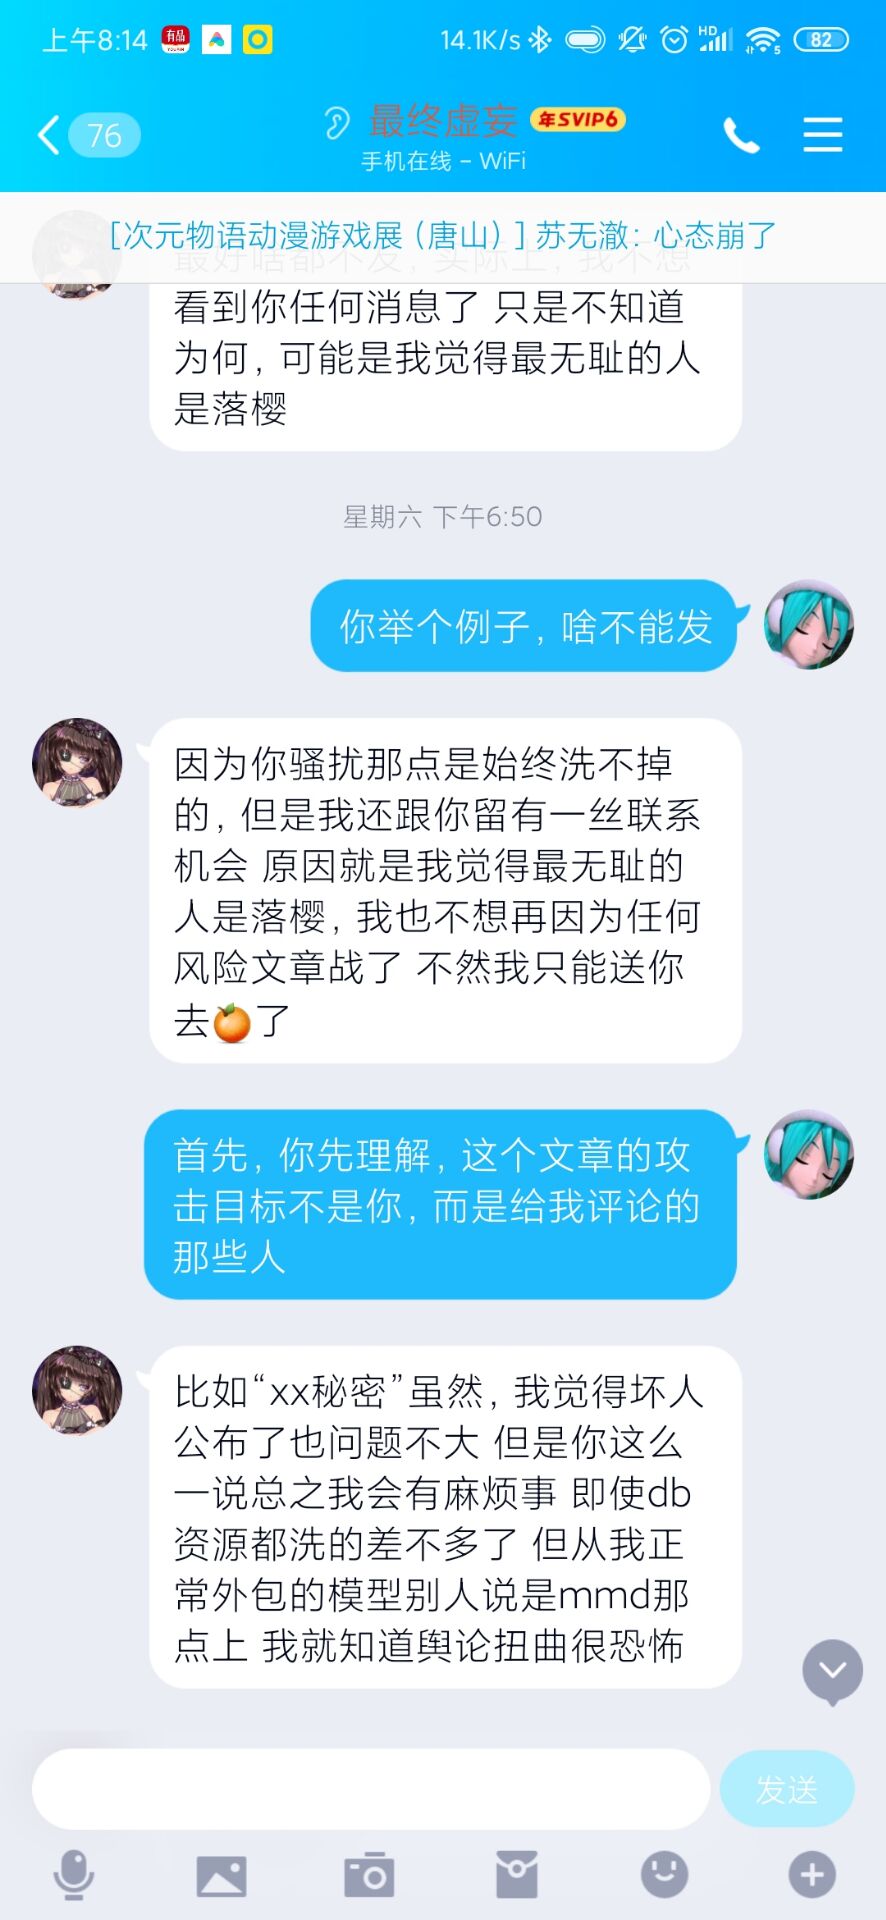 上午8:14 有品 14.1K/s HD 5 82
76 最终虚妄 年SVIP6
手机在线 - WiFi
[次元物语动漫游戏展（唐山）] 苏无澈: 心态崩了
最好啥都不发, 实际上, 我不想
看到你任何消息了 只是不知道
为何, 可能是我觉得最无耻的人
是落樱
星期六 下午6:50
你举个例子, 啥不能发
因为你骚扰那点是始终洗不掉
的, 但是我还跟你留有一丝联系
机会 原因就是我觉得最无耻的
人是落樱, 我也不想再因为任何
风险文章战了 不然我只能送你
去🍊了
首先, 你先理解, 这个文章的攻
击目标不是你, 而是给我评论的
那些人
比如“xx秘密”虽然, 我觉得坏人
公布了也问题不大 但是你这么
一说总之我会有麻烦事 即使db
资源都洗的差不多了 但从我正
常外包的模型别人说是mmd那
点上 我就知道舆论扭曲很恐怖
发送